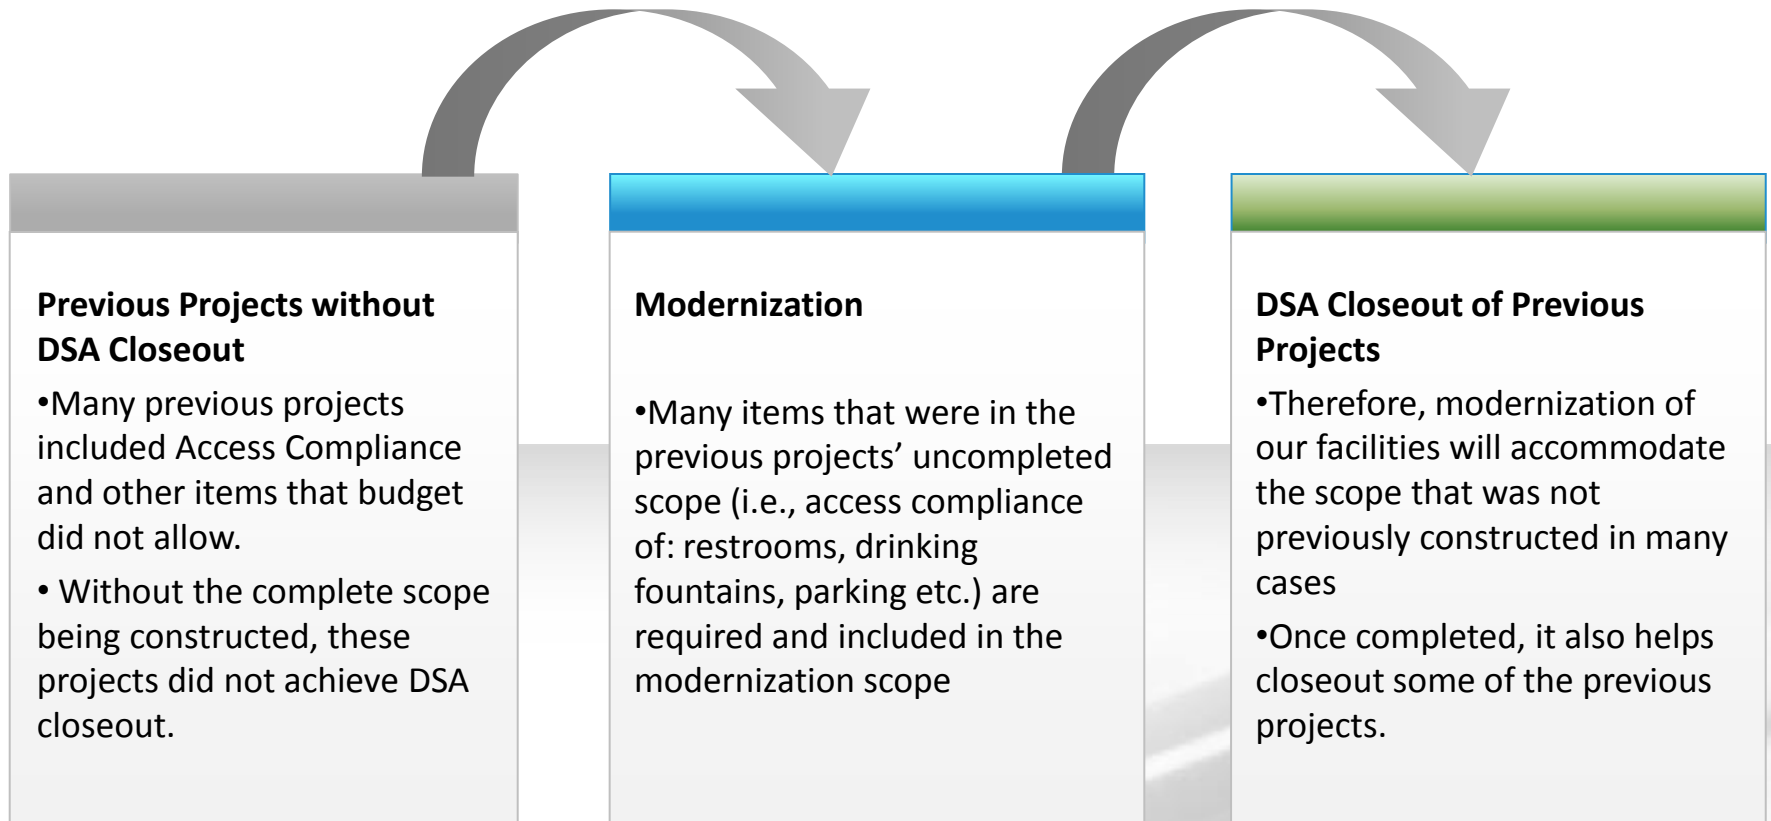 Previous Projects without
DSA Closeout
•Many previous projects
included Access Compliance
and other items that budget
did not allow.
• Without the complete scope
being constructed, these
projects did not achieve DSA
closeout.
Modernization
•Many items that were in the
previous projects’ uncompleted
scope (i.e., access compliance
of: restrooms, drinking
fountains, parking etc.) are
required and included in the
modernization scope
DSA Closeout of Previous
Projects
•Therefore, modernization of
our facilities will accommodate
the scope that was not
previously constructed in many
cases
•Once completed, it also helps
closeout some of the previous
projects.